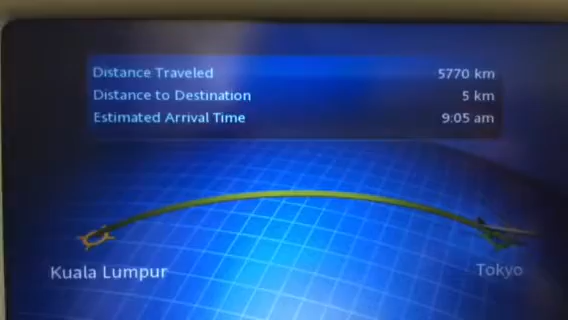 Distance Traveled 5770 km
Distance to Destination 5 km
Estimated Arrival Time 9:05 am
Kuala Lumpur Tokyo